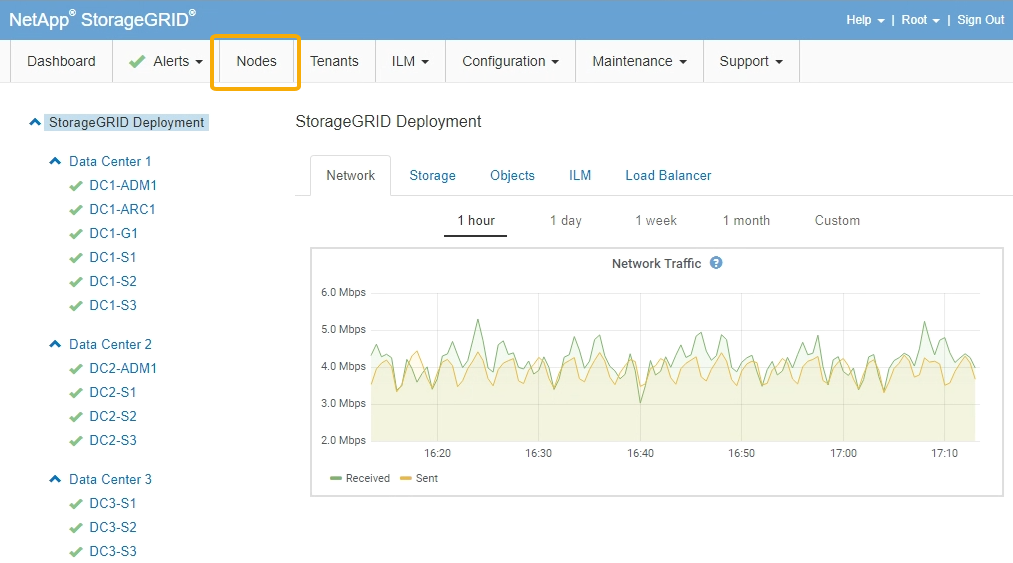 NetApp® StorageGRID®
Help | Root | Sign Out
Dashboard Alerts Nodes Tenants ILM Configuration Maintenance Support
StorageGRID Deployment
Data Center 1
DC1-ADM1
DC1-ARC1
DC1-G1
DC1-S1
DC1-S2
DC1-S3
Data Center 2
DC2-ADM1
DC2-S1
DC2-S2
DC2-S3
Data Center 3
DC3-S1
DC3-S2
DC3-S3
StorageGRID Deployment
Network Storage Objects ILM Load Balancer
1 hour 1 day 1 week 1 month Custom
Network Traffic ?
6.0 Mbps
5.0 Mbps
4.0 Mbps
3.0 Mbps
2.0 Mbps
16:20 16:30 16:40 16:50 17:00 17:10
Received Sent